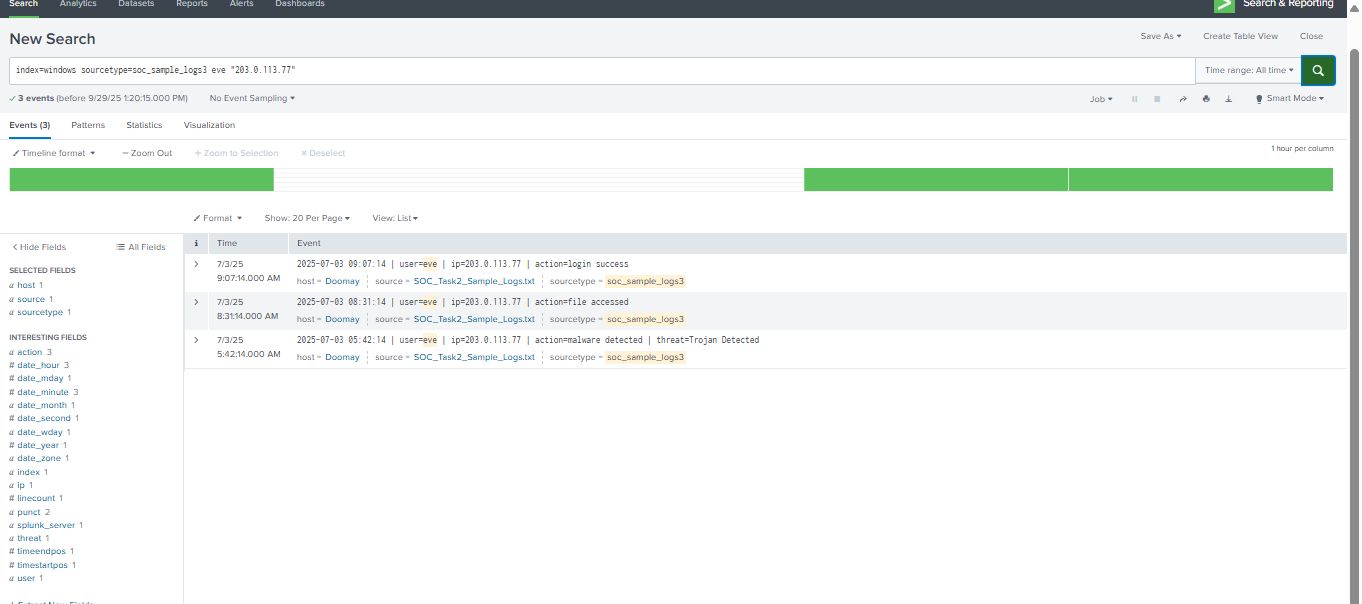 Search Analytics Datasets Reports Alerts Dashboards > Search & Reporting
New Search
Save As ▾ Create Table View Close
index=windows sourcetype=soc_sample_logs3 eve "203.0.113.77"
Time range: All time ▾
✓ 3 events (before 9/29/25 1:20:15.000 PM) No Event Sampling ▾
Job ▾ Smart Mode ▾
Events (3) Patterns Statistics Visualization
Timeline format ▾ — Zoom Out + Zoom to Selection × Deselect
1 hour per column
Format ▾ Show: 20 Per Page ▾ View: List ▾
< Hide Fields All Fields
SELECTED FIELDS
a host 1
a source 1
a sourcetype 1
INTERESTING FIELDS
a action 3
# date_hour 3
# date_mday 1
# date_minute 3
a date_month 1
# date_second 1
a date_wday 1
# date_year 1
a date_zone 1
a index 1
a ip 1
# linecount 1
a punct 2
a splunk_server 1
a threat 1
# timeendpos 1
# timestartpos 1
a user 1
+ Extract New Fields
i Time Event
> 7/3/25
9:07:14.000 AM
2025-07-03 09:07:14 | user=eve | ip=203.0.113.77 | action=login success
host = Doomay source = SOC_Task2_Sample_Logs.txt sourcetype = soc_sample_logs3
> 7/3/25
8:31:14.000 AM
2025-07-03 08:31:14 | user=eve | ip=203.0.113.77 | action=file accessed
host = Doomay source = SOC_Task2_Sample_Logs.txt sourcetype = soc_sample_logs3
> 7/3/25
5:42:14.000 AM
2025-07-03 05:42:14 | user=eve | ip=203.0.113.77 | action=malware detected | threat=Trojan Detected
host = Doomay source = SOC_Task2_Sample_Logs.txt sourcetype = soc_sample_logs3